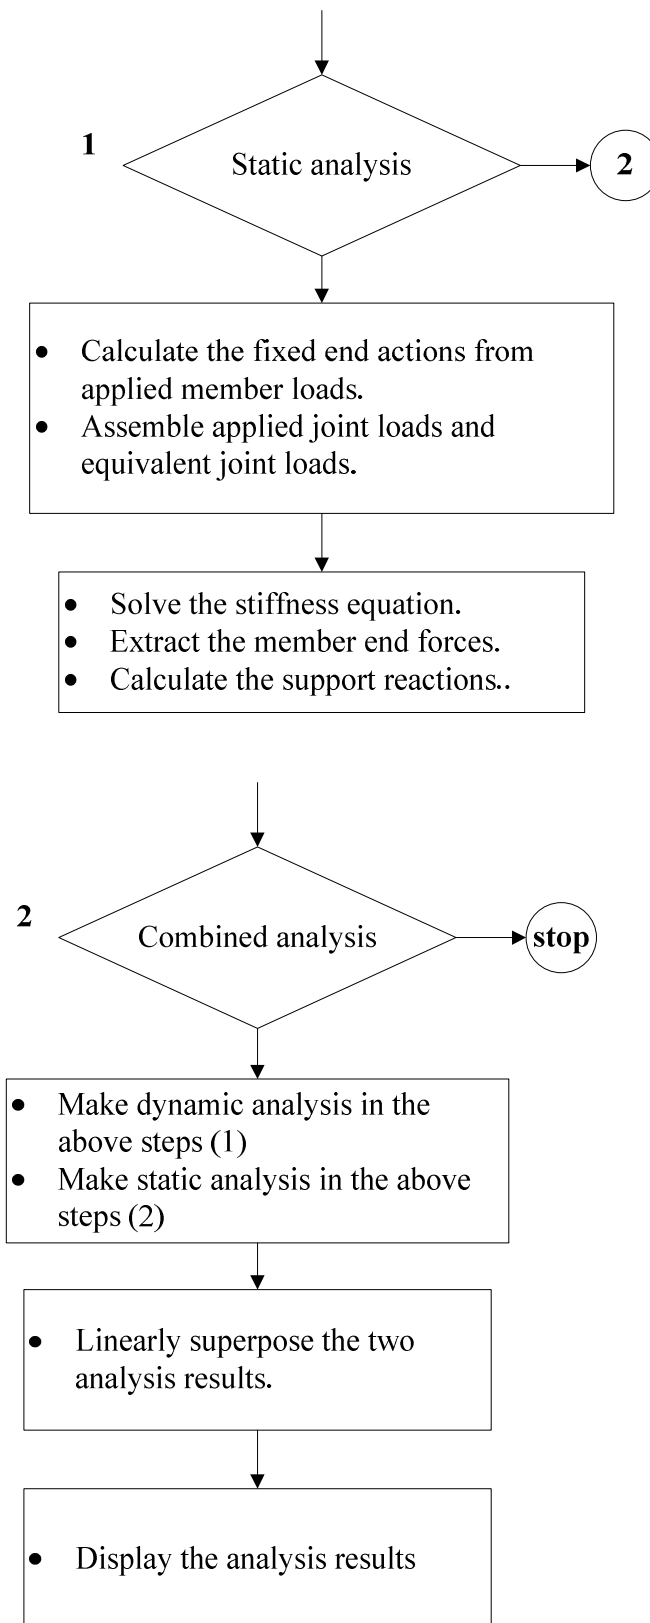 1
Static analysis
2
• Calculate the fixed end actions from
applied member loads.
• Assemble applied joint loads and
equivalent joint loads.
• Solve the stiffness equation.
• Extract the member end forces.
• Calculate the support reactions..
2
Combined analysis
stop
• Make dynamic analysis in the
above steps (1)
• Make static analysis in the above
steps (2)
• Linearly superpose the two
analysis results.
• Display the analysis results